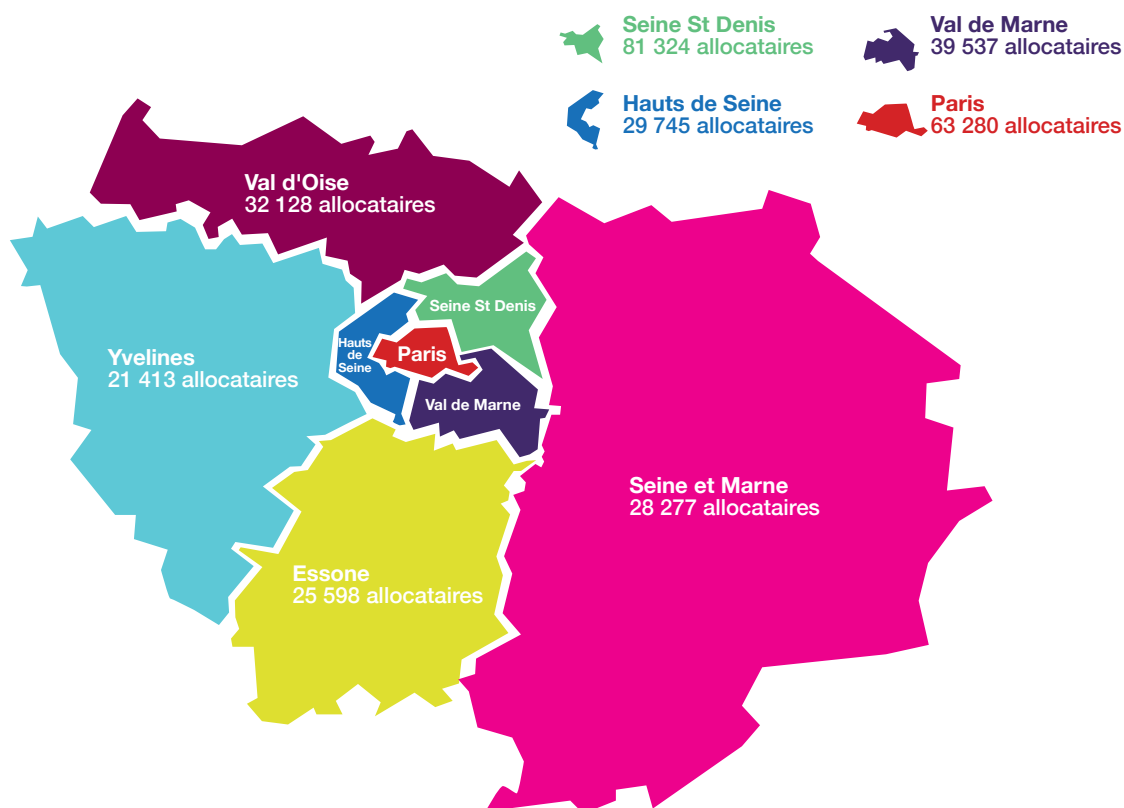 Seine St Denis
81 324 allocataires
Val de Marne
39 537 allocataires
Hauts de Seine
29 745 allocataires
Paris
63 280 allocataires
Val d'Oise
32 128 allocataires
Yvelines
21 413 allocataires
Seine St Denis
Hauts
de
Seine
Paris
Val de Marne
Seine et Marne
28 277 allocataires
Essone
25 598 allocataires